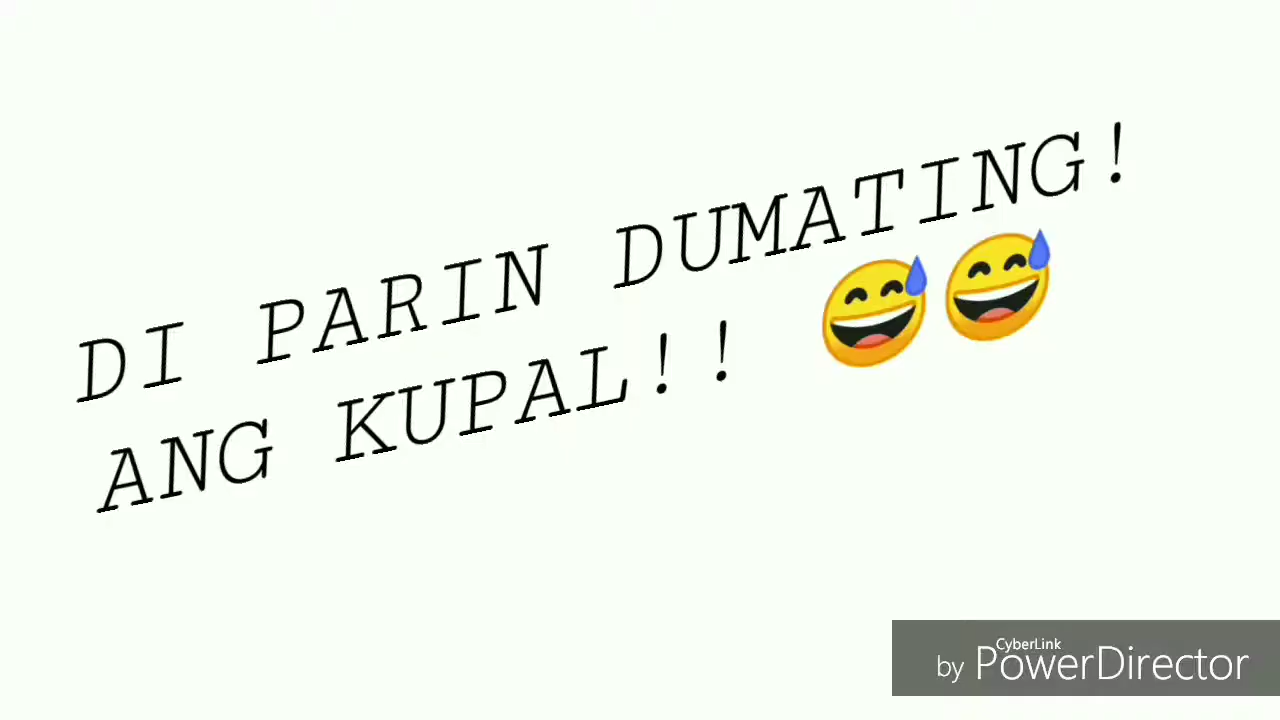 DI PARIN DUMATING!
ANG KUPAL!! 😅😅
CyberLink
by PowerDirector